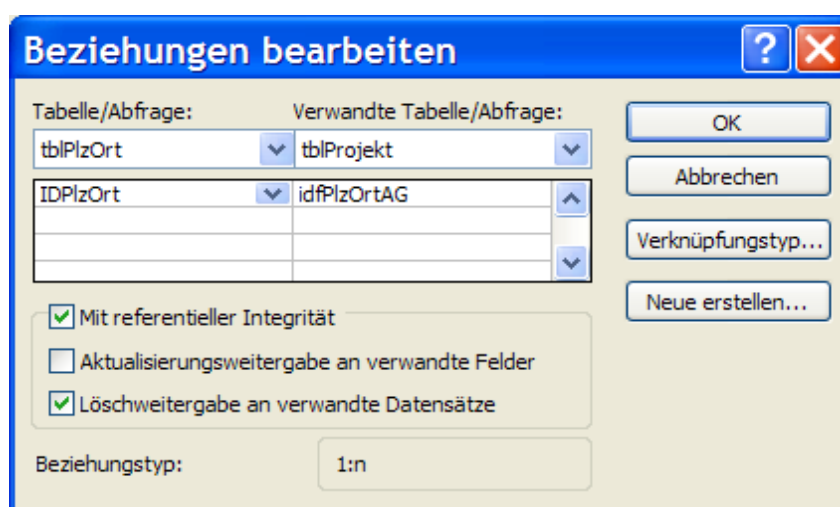 Beziehungen bearbeiten
Tabelle/Abfrage: Verwandte Tabelle/Abfrage:
tblPlzOrt tblProjekt
IDPlzOrt idfPlzOrtAG
Mit referentieller Integrität
Aktualisierungsweitergabe an verwandte Felder
Löschweitergabe an verwandte Datensätze
Beziehungstyp: 1:n
OK
Abbrechen
Verknüpfungstyp...
Neue erstellen...